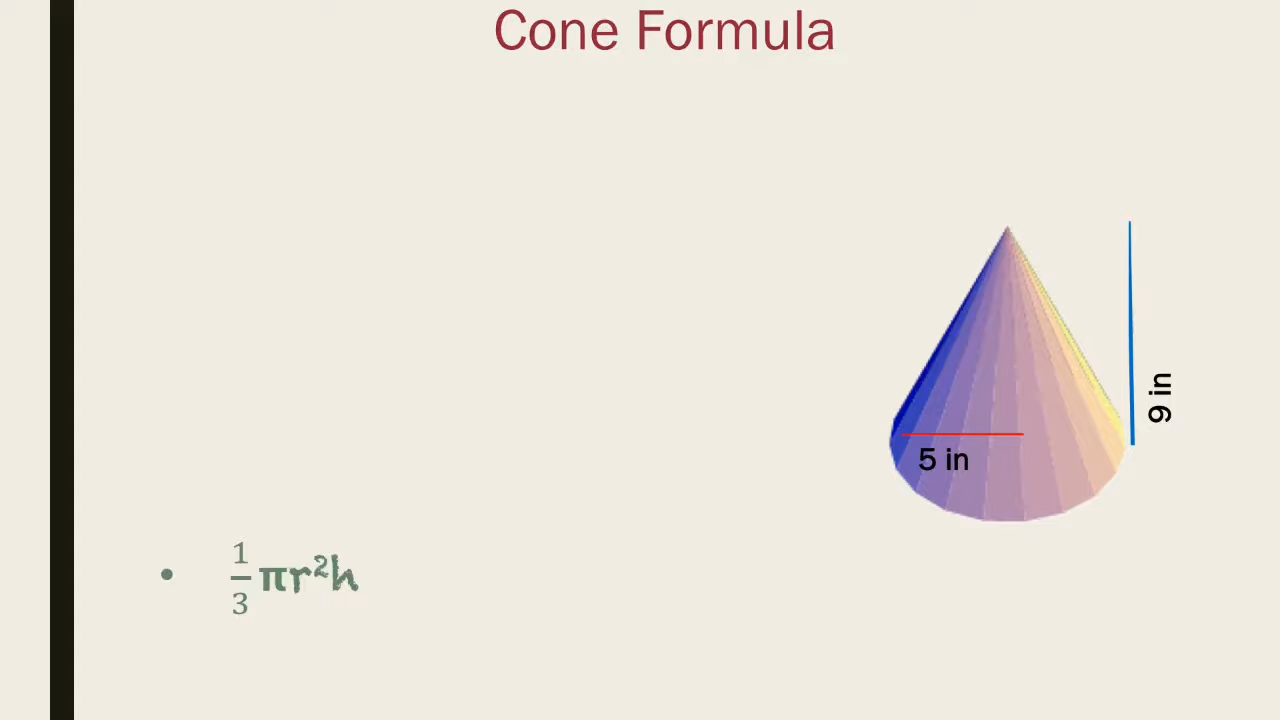 Cone Formula
9 in
5 in
• 1/3 πr²h